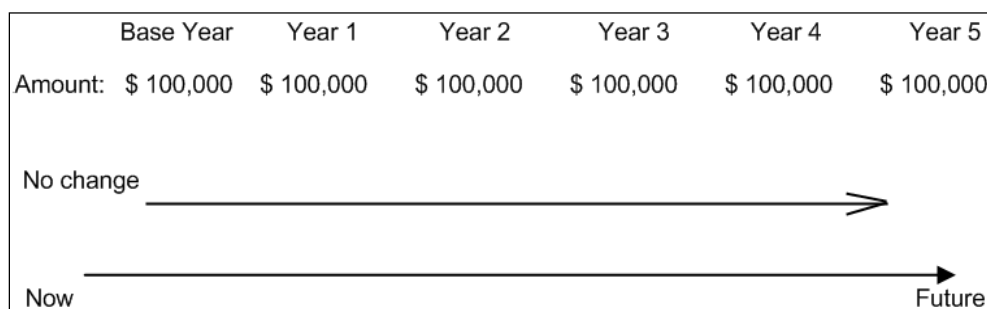 Base Year Year 1 Year 2 Year 3 Year 4 Year 5
Amount: $ 100,000 $ 100,000 $ 100,000 $ 100,000 $ 100,000 $ 100,000
No change
Now Future